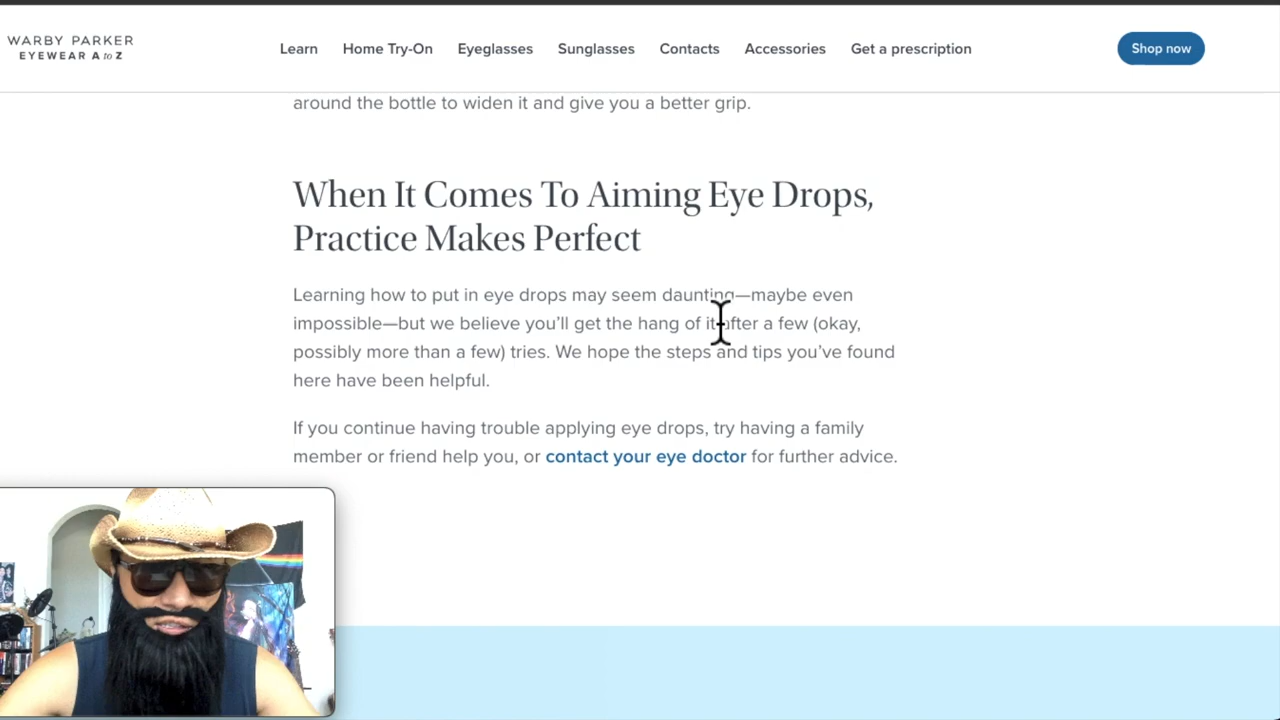 WARBY PARKER
EYEWEAR A to Z
Learn Home Try-On Eyeglasses Sunglasses Contacts Accessories Get a prescription Shop now
around the bottle to widen it and give you a better grip.
When It Comes To Aiming Eye Drops,
Practice Makes Perfect
Learning how to put in eye drops may seem daunting—maybe even
impossible—but we believe you’ll get the hang of it after a few (okay,
possibly more than a few) tries. We hope the steps and tips you’ve found
here have been helpful.
If you continue having trouble applying eye drops, try having a family
member or friend help you, or contact your eye doctor for further advice.